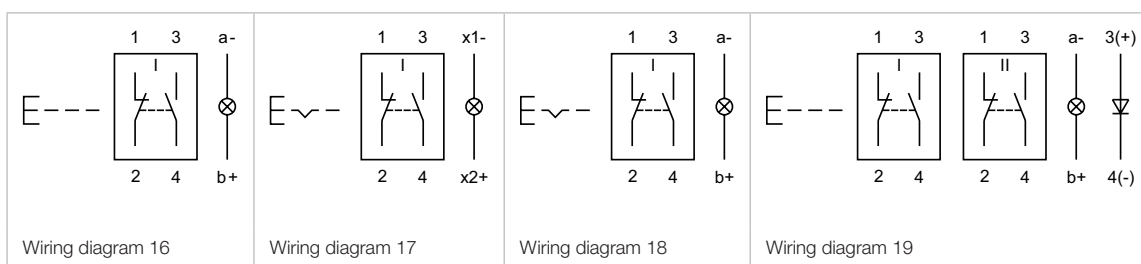 1 3 a-
I
2 4 b+
Wiring diagram 16
1 3 x1-
I
2 4 x2+
Wiring diagram 17
1 3 a-
I
2 4 b+
Wiring diagram 18
1 3 1 3 a- 3(+)
I II
2 4 2 4 b+ 4(-)
Wiring diagram 19